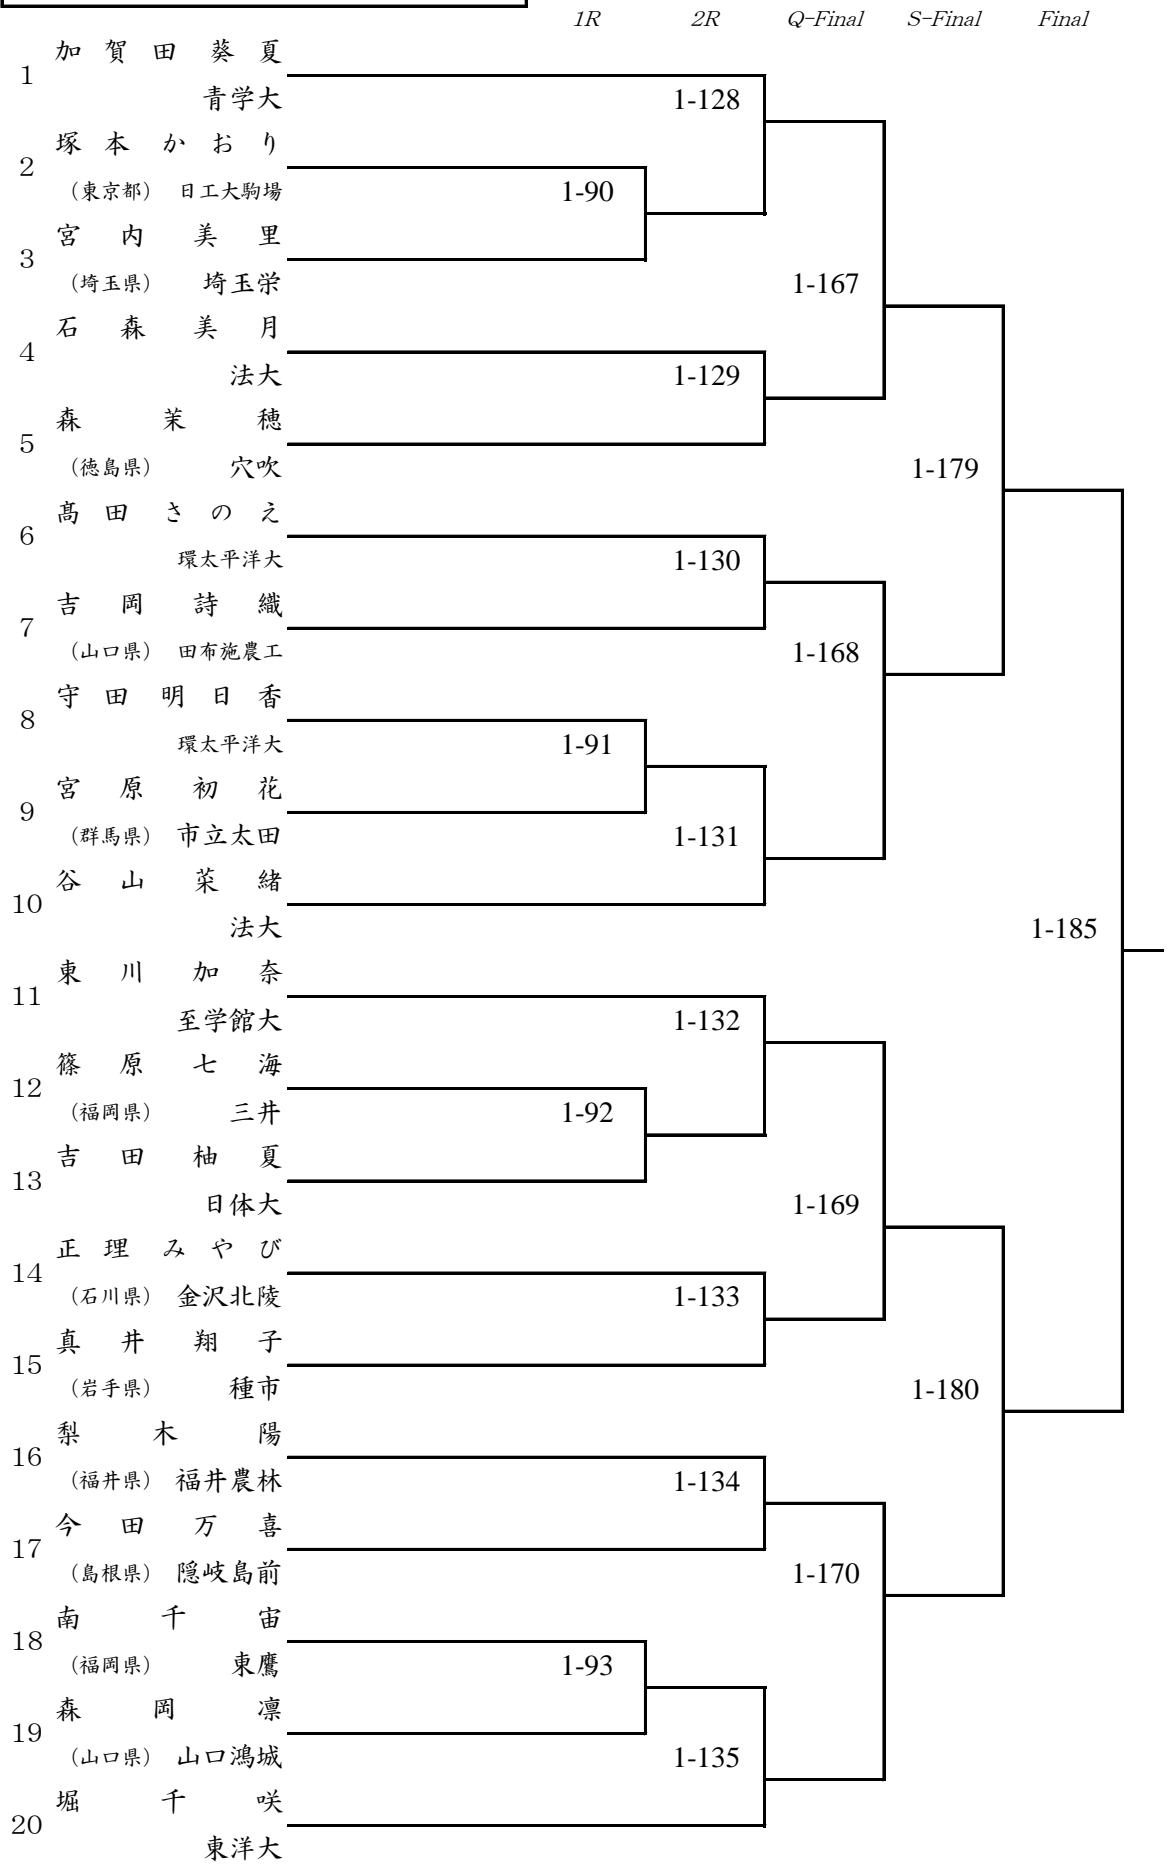 1R 2R Q-Final S-Final Final
加賀田葵夏
1
青学大
1-128
塚本かおり
2
（東京都） 日工大駒場
1-90
宮内美里
3
（埼玉県） 埼玉栄
1-167
石森美月
4
法大
1-129
森茉穂
5
（徳島県） 穴吹
1-179
髙田さのえ
6
環太平洋大
1-130
吉岡詩織
7
（山口県） 田布施農工
1-168
守田明日香
8
環太平洋大
1-91
宮原初花
9
（群馬県） 市立太田
1-131
谷山菜緒
10
法大
1-185
東川加奈
11
至学館大
1-132
篠原七海
12
（福岡県） 三井
1-92
吉田柚夏
13
日体大
1-169
正理みやび
14
（石川県） 金沢北陵
1-133
真井翔子
15
（岩手県） 種市
1-180
梨木陽
16
（福井県） 福井農林
1-134
今田万喜
17
（島根県） 隠岐島前
1-170
南千宙
18
（福岡県） 東鷹
1-93
森岡凛
19
（山口県） 山口鴻城
1-135
堀千咲
20
東洋大